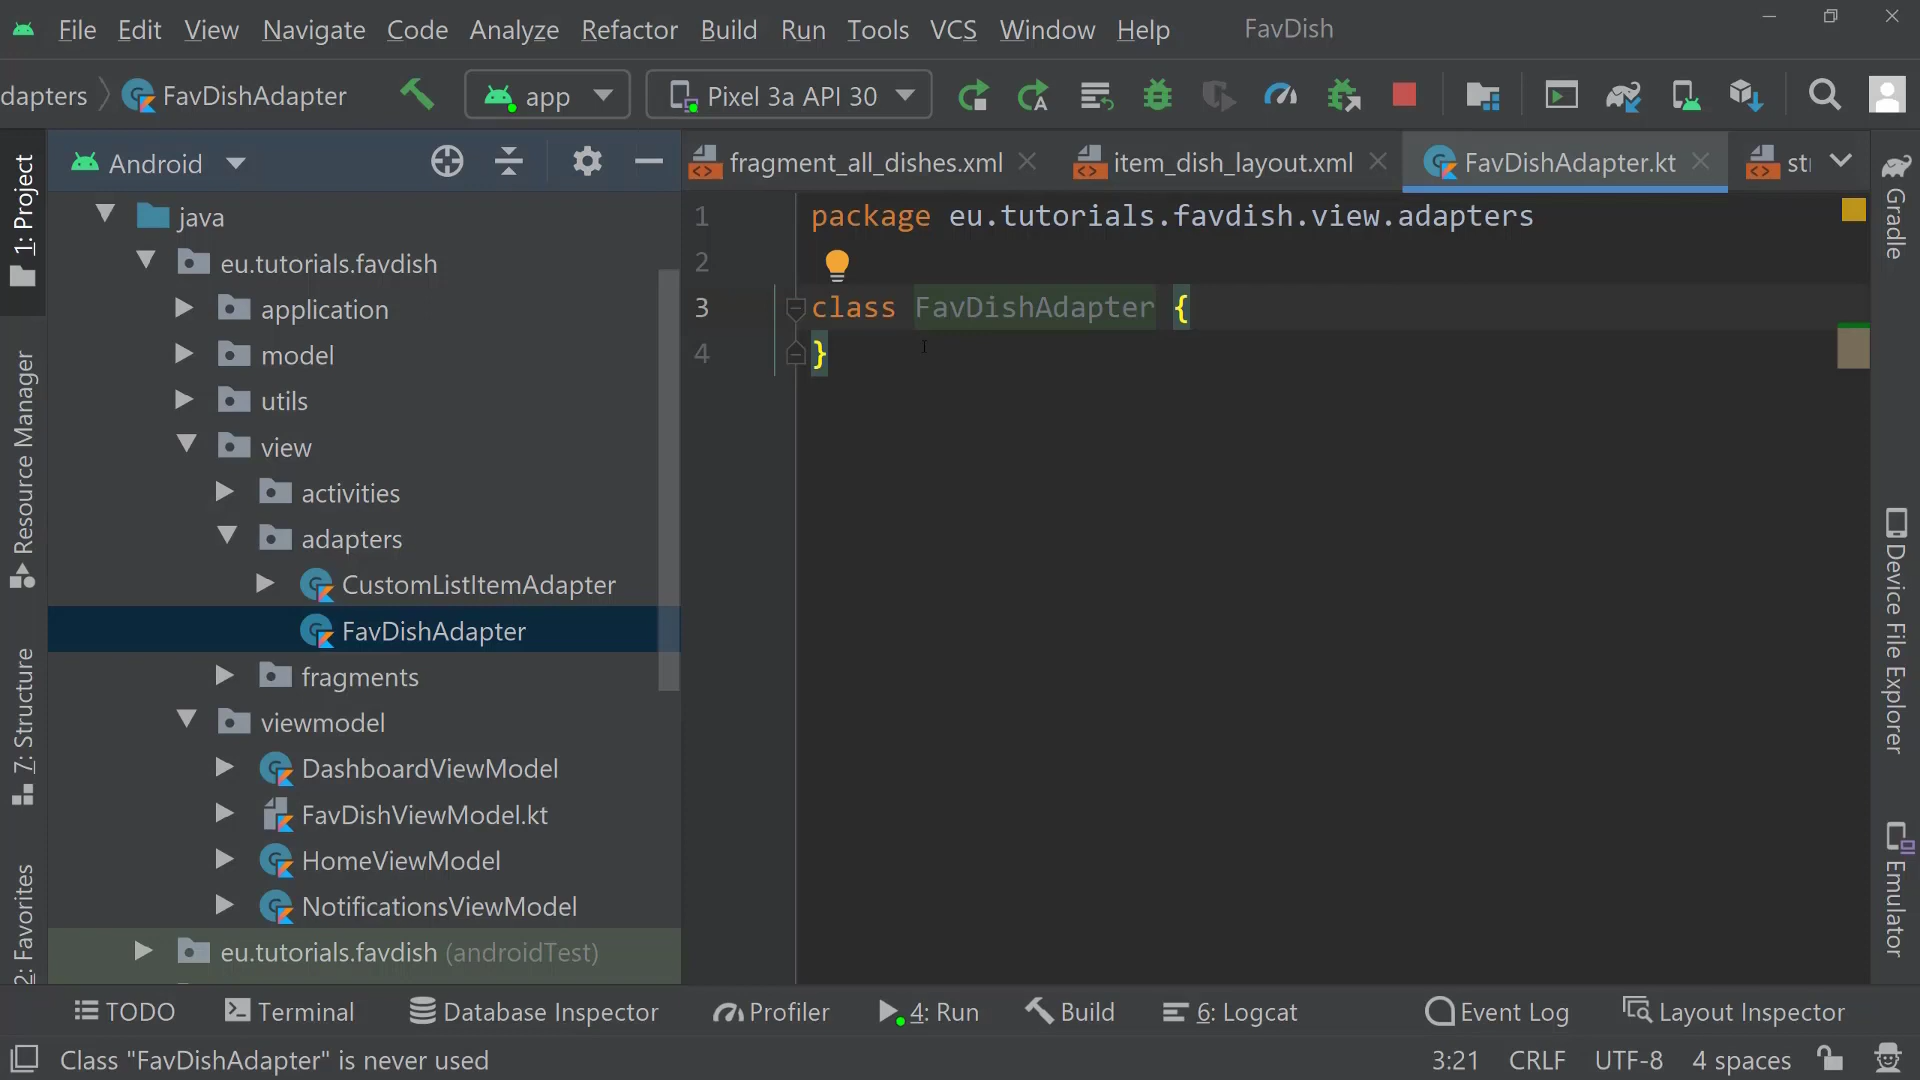 File Edit View Navigate Code Analyze Refactor Build Run Tools VCS Window Help FavDish
dapters FavDishAdapter app Pixel 3a API 30
Android
fragment_all_dishes.xml item_dish_layout.xml FavDishAdapter.kt
1: Project
Resource Manager
7: Structure
2: Favorites
java
eu.tutorials.favdish
application
model
utils
view
activities
adapters
CustomListItemAdapter
FavDishAdapter
fragments
viewmodel
DashboardViewModel
FavDishViewModel.kt
HomeViewModel
NotificationsViewModel
eu.tutorials.favdish (androidTest)
1 package eu.tutorials.favdish.view.adapters
2
3 class FavDishAdapter {
4 }
Gradle
Device File Explorer
Emulator
TODO Terminal Database Inspector Profiler 4: Run Build 6: Logcat Event Log Layout Inspector
Class "FavDishAdapter" is never used 3:21 CRLF UTF-8 4 spaces